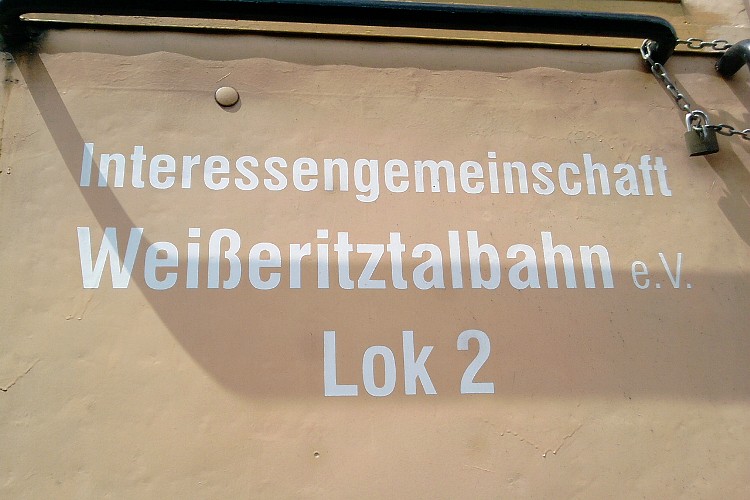 Interessengemeinschaft
Weißeritztalbahn e.V.
Lok 2